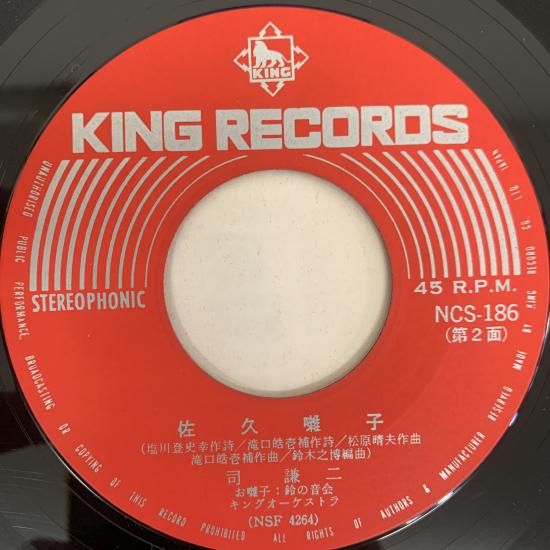 KING
KING RECORDS
STEREOPHONIC
45 R.P.M.
NCS-186
(第2面)
佐久囃子
(塩川登史幸作詩/滝口皓壱補作詩/松原晴夫作曲
滝口皓壱補作曲/鈴木之博編曲)
司謙二
お囃子:鈴の音会
キングオーケストラ
(NSF 4264)
UNAUTHORISED PUBLIC PERFORMANCE, BROADCASTING OR COPYING OF THIS RECORD PROHIBITED ALL RIGHTS OF AUTHORS & MANUFACTURER RESERVED MADE BY KING RECORD CO. LTD JAPAN